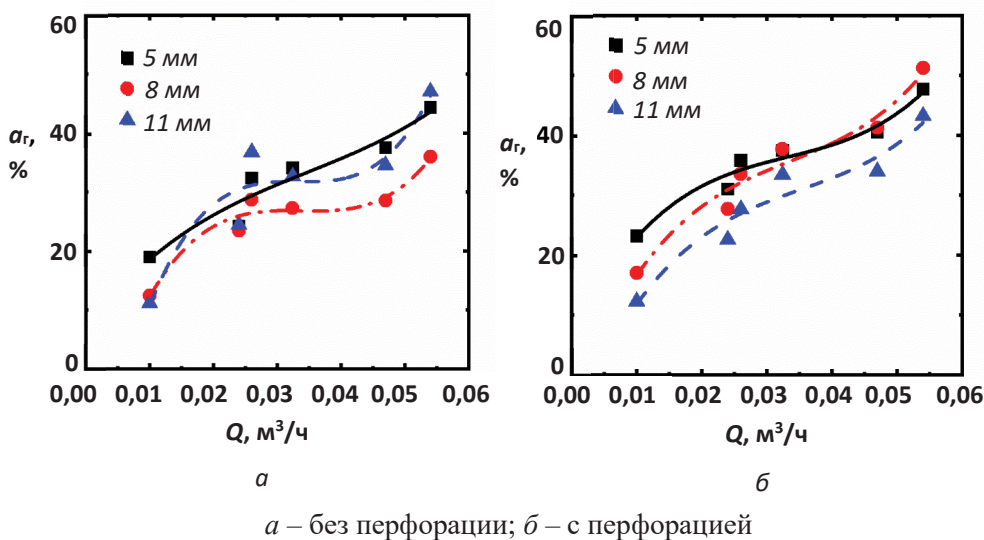 60
40
20
0
aг,
%
5 мм
8 мм
11 мм
0,00 0,01 0,02 0,03 0,04 0,05 0,06
Q, м³/ч
а
60
40
20
0
aг,
%
5 мм
8 мм
11 мм
0,00 0,01 0,02 0,03 0,04 0,05 0,06
Q, м³/ч
б
а – без перфорации; б – с перфорацией